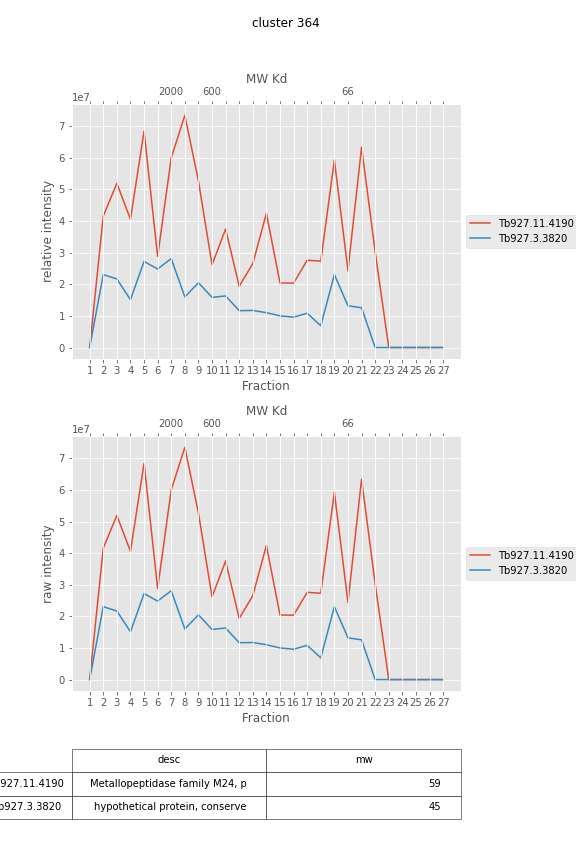 cluster 364
MW Kd
2000 600 66
1e7
7
6
5
4
3
2
1
0
relative intensity
1 2 3 4 5 6 7 8 9 10 11 12 13 14 15 16 17 18 19 20 21 22 23 24 25 26 27
Fraction
Tb927.11.4190
Tb927.3.3820
MW Kd
2000 600 66
1e7
7
6
5
4
3
2
1
0
raw intensity
1 2 3 4 5 6 7 8 9 10 11 12 13 14 15 16 17 18 19 20 21 22 23 24 25 26 27
Fraction
Tb927.11.4190
Tb927.3.3820
desc mw
927.11.4190 Metallopeptidase family M24, p 59
b927.3.3820 hypothetical protein, conserve 45